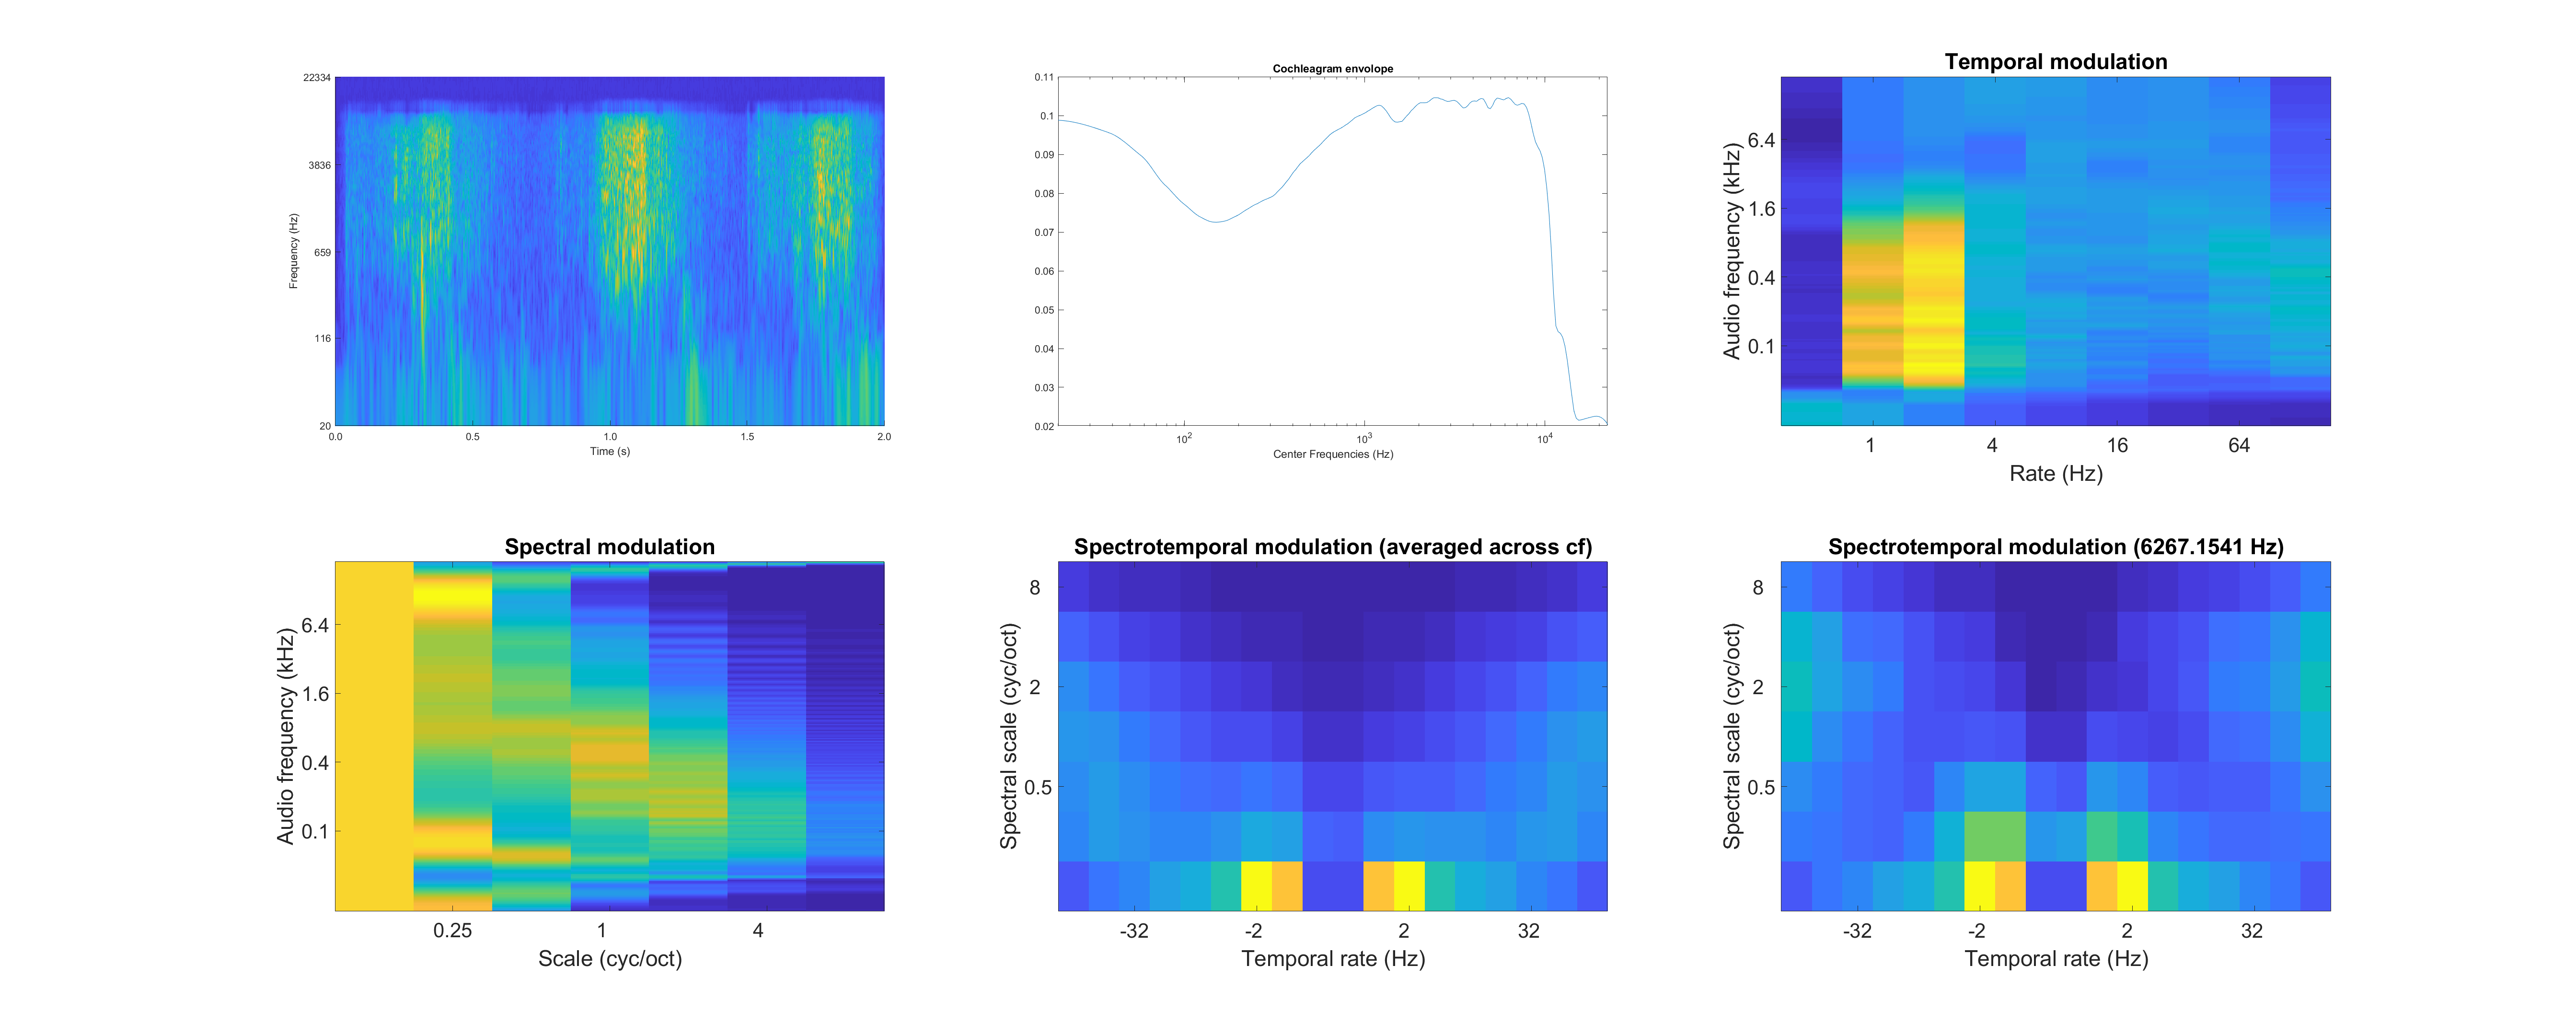 22334
3836
659
116
20
0.0 0.5 1.0 1.5 2.0
Frequency (Hz)
Time (s)
Cochleagram envolope
0.11
0.1
0.09
0.08
0.07
0.06
0.05
0.04
0.03
0.02
10^2 10^3 10^4
Center Frequencies (Hz)
Temporal modulation
6.4
1.6
0.4
0.1
Audio frequency (kHz)
1 4 16 64
Rate (Hz)
Spectral modulation
6.4
1.6
0.4
0.1
Audio frequency (kHz)
0.25 1 4
Scale (cyc/oct)
Spectrotemporal modulation (averaged across cf)
8
2
0.5
Spectral scale (cyc/oct)
-32 -2 2 32
Temporal rate (Hz)
Spectrotemporal modulation (6267.1541 Hz)
8
2
0.5
Spectral scale (cyc/oct)
-32 -2 2 32
Temporal rate (Hz)